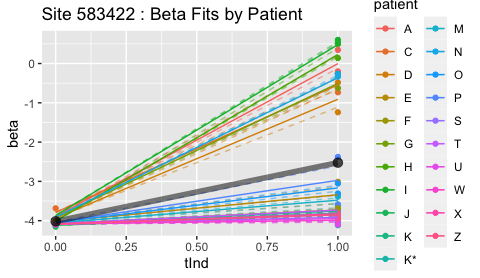 Site 583422 : Beta Fits by Patient
patient
A
C
D
E
F
G
H
I
J
K
K*
M
N
O
P
S
T
U
W
X
Z
beta
0
-1
-2
-3
-4
0.00
0.25
0.50
0.75
1.00
tInd